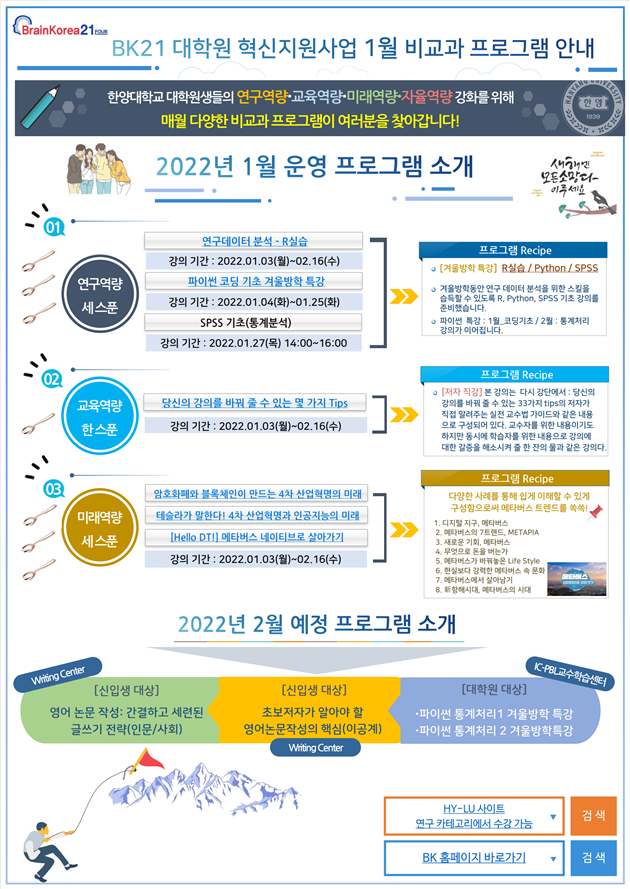 BrainKorea21 FOUR
BK21 대학원 혁신지원사업 1월 비교과 프로그램 안내
한양대학교 대학원생들의 연구역량•교육역량•미래역량•자율역량 강화를 위해
매월 다양한 비교과 프로그램이 여러분을 찾아갑니다!
HANYANG UNIVERSITY
한양
1939
2022년 1월 운영 프로그램 소개
새해엔
모든소망다~
이루세요
01
연구역량
세스푼
연구데이터 분석 - R실습
강의 기간 : 2022.01.03(월)~02.16(수)
파이썬 코딩 기초 겨울방학 특강
강의 기간 : 2022.01.04(화)~01.25(화)
SPSS 기초(통계분석)
강의 기간 : 2022.01.27(목) 14:00~16:00
프로그램 Recipe
[겨울방학 특강] R실습 / Python / SPSS
겨울방학동안 연구 데이터 분석을 위한 스킬을
습득할 수 있도록 R, Python, SPSS 기초 강의를
준비했습니다.
파이썬 특강 : 1월_코딩기초 / 2월 : 통계처리
강의가 이어집니다.
02
교육역량
한스푼
당신의 강의를 바꿔 줄 수 있는 몇 가지 Tips
강의 기간 : 2022.01.03(월)~02.16(수)
프로그램 Recipe
[저자 직강] 본 강의는 다시 강단에서 : 당신의
강의를 바꿔 줄 수 있는 33가지 tips의 저자가
직접 알려주는 실전 교수법 가이드와 같은 내용
으로 구성되어 있다. 교수자를 위한 내용이기도
하지만 동시에 학습자를 위한 내용으로 강의에
대한 갈증을 해소시켜 줄 한 잔의 물과 같은 강의다.
03
미래역량
세스푼
암호화폐와 블록체인이 만드는 4차 산업혁명의 미래
테슬라가 말한다! 4차 산업혁명과 인공지능의 미래
[Hello DT!] 메타버스 네이티브로 살아가기
강의 기간 : 2022.01.03(월)~02.16(수)
프로그램 Recipe
다양한 사례를 통해 쉽게 이해할 수 있게
구성함으로써 메타버스 트렌드를 쏙쏙!
1. 디지털 지구, 메타버스
2. 메타버스의 7트렌드, METAPIA
3. 새로운 기회, 메타버스
4. 무엇으로 돈을 버는가
5. 메타버스가 바꿔놓은 Life Style
6. 현실보다 강력한 메타버스 속 문화
7. 메타버스에서 살아남기
8. 新항해시대, 메타버스의 시대
메타버스
2022년 2월 예정 프로그램 소개
Writing Center
IC-PBL교수학습센터
[신입생 대상]
영어 논문 작성: 간결하고 세련된
글쓰기 전략(인문/사회)
[신입생 대상]
초보저자가 알아야 할
영어논문작성의 핵심(이공계)
Writing Center
[대학원 대상]
•파이썬 통계처리1 겨울방학 특강
•파이썬 통계처리 2 겨울방학특강
HY-LU 사이트
연구 카테고리에서 수강 가능
검 색
BK 홈페이지 바로가기
검 색